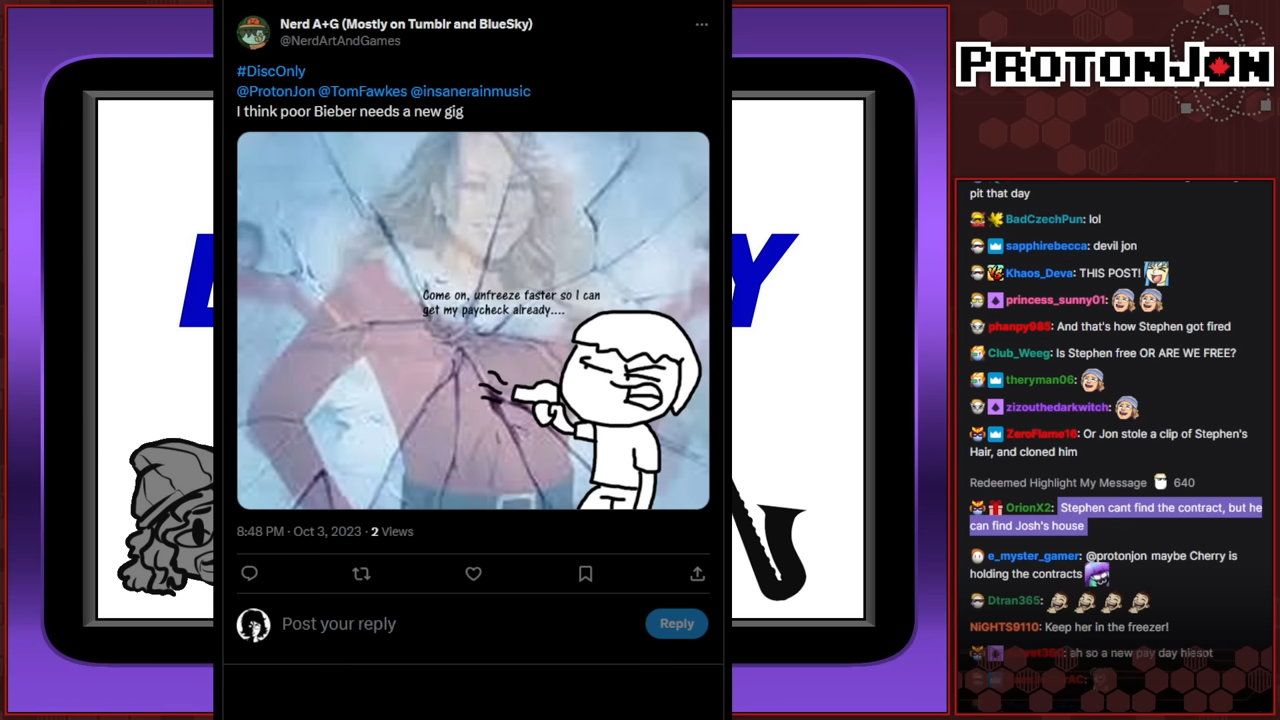 Nerd A+G (Mostly on Tumblr and BlueSky)
@NerdArtAndGames
#DiscOnly
@ProtonJon @TomFawkes @insanerainmusic
I think poor Bieber needs a new gig
Come on, unfreeze faster so I can
get my paycheck already....
8:48 PM · Oct 3, 2023 · 2 Views
Post your reply
Reply
Y
PROTONJON
pit that day
BadCzechPun: lol
sapphirebecca: devil jon
Khaos_Deva: THIS POST!
princess_sunny01:
phanpy985: And that's how Stephen got fired
Club_Weeg: Is Stephen free OR ARE WE FREE?
theryman06:
zizouthedarkwitch:
ZeroFlame16: Or Jon stole a clip of Stephen's
Hair, and cloned him
Redeemed Highlight My Message 640
OrionX2: Stephen cant find the contract, but he
can find Josh's house
e_myster_gamer: @protonjon maybe Cherry is
holding the contracts
Dtran365:
NiGHTS9110: Keep her in the freezer!
so a new pay day